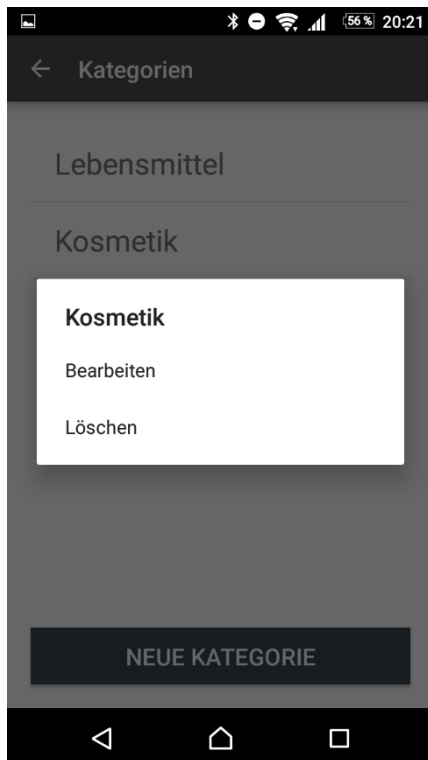 56% 20:21
Kategorien
Lebensmittel
Kosmetik
Kosmetik
Bearbeiten
Löschen
NEUE KATEGORIE